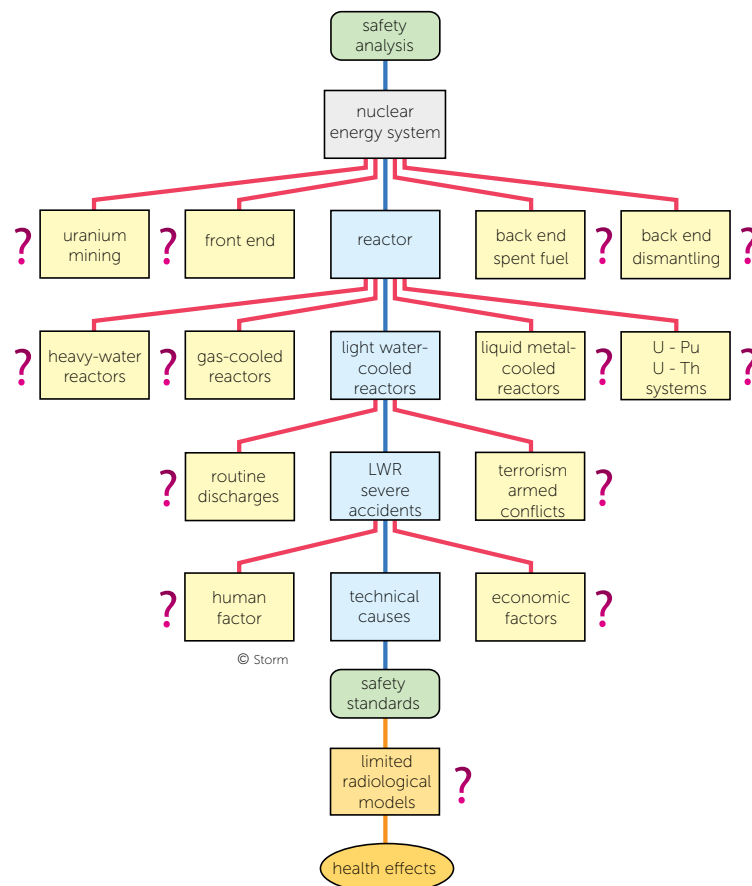 safety
analysis
nuclear
energy system
? uranium
mining
? front end
reactor
back end
spent fuel ?
back end
dismantling ?
? heavy-water
reactors
? gas-cooled
reactors
light water-
cooled
reactors
liquid metal-
cooled
reactors ?
U - Pu
U - Th
systems ?
? routine
discharges
LWR
severe
accidents
terrorism
armed
conflicts ?
? human
factor
technical
causes
economic
factors ?
© Storm
safety
standards
limited
radiological
models ?
health effects